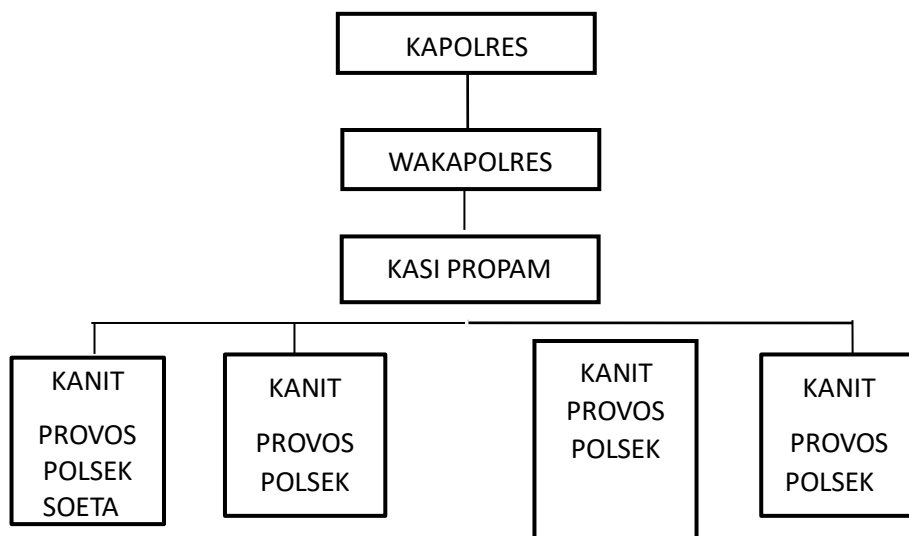 KAPOLRES
WAKAPOLRES
KASI PROPAM
KANIT
PROVOS
POLSEK
SOETA
KANIT
PROVOS
POLSEK
KANIT
PROVOS
POLSEK
KANIT
PROVOS
POLSEK